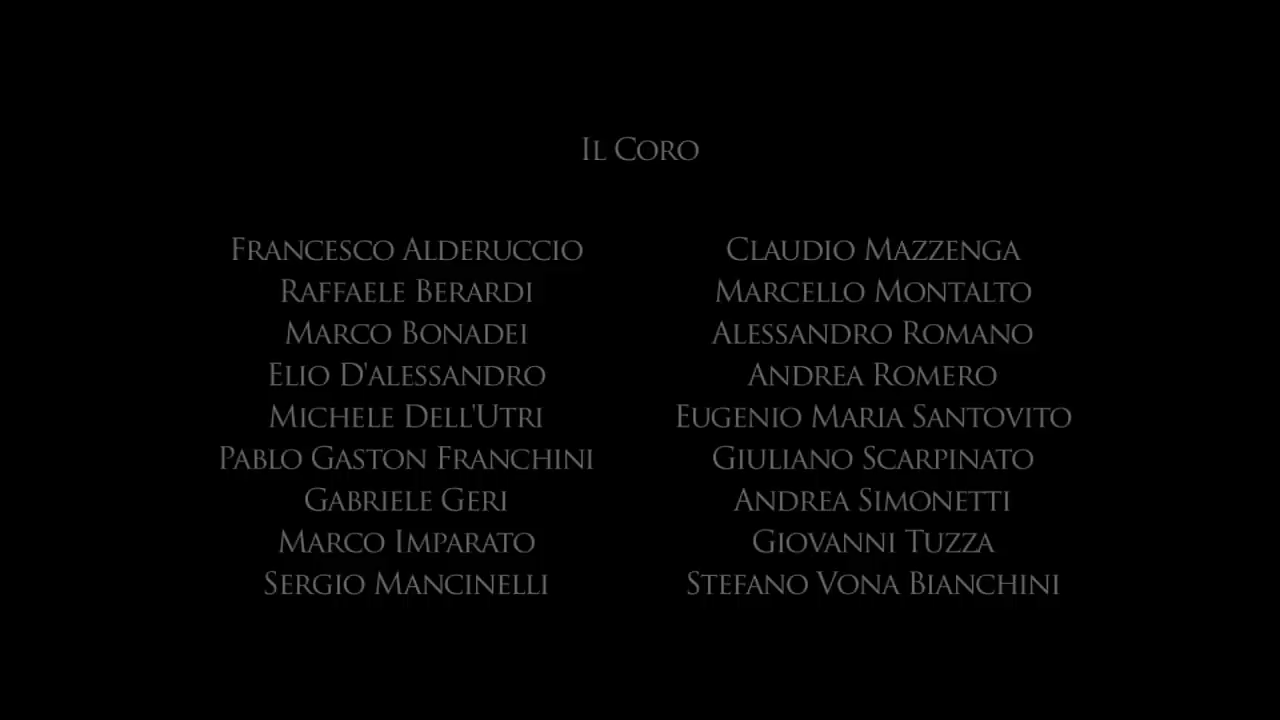 Il Coro
Francesco Alderuccio
Raffaele Berardi
Marco Bonadei
Elio D'alessandro
Michele Dell'Utri
Pablo Gaston Franchini
Gabriele Geri
Marco Imparato
Sergio Mancinelli
Claudio Mazzenga
Marcello Montalto
Alessandro Romano
Andrea Romero
Eugenio Maria Santovito
Giuliano Scarpinato
Andrea Simonetti
Giovanni Tuzza
Stefano Vona Bianchini